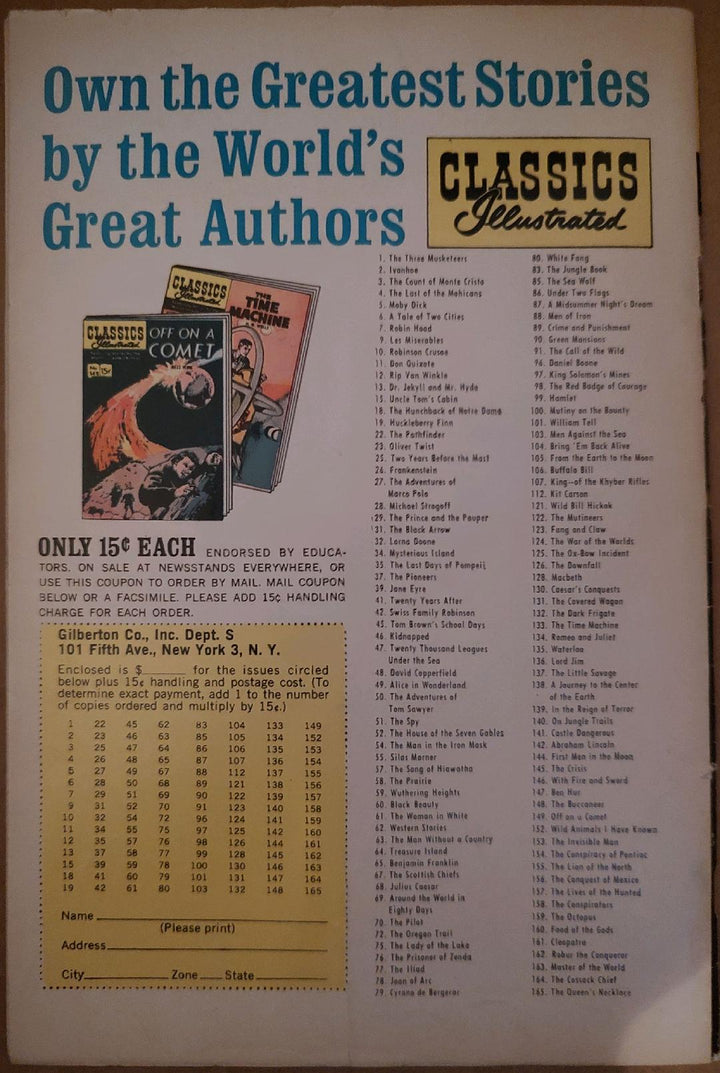 Own the Greatest Stories
by the World's
Great Authors
CLASSICS
Illustrated
CLASSICS
Illustrated
THE
TIME
MACHINE
CLASSICS
Illustrated
15¢
OFF ON A
COMET
ONLY 15¢ EACH ENDORSED BY EDUCA-
TORS. ON SALE AT NEWSSTANDS EVERYWHERE, OR
USE THIS COUPON TO ORDER BY MAIL. MAIL COUPON
BELOW OR A FACSIMILE. PLEASE ADD 15¢ HANDLING
CHARGE FOR EACH ORDER.
Gilberton Co., Inc. Dept. S
101 Fifth Ave., New York 3, N. Y.
Enclosed is $ for the issues circled
below plus 15¢ handling and postage cost. (To
determine exact payment, add 1 to the number
of copies ordered and multiply by 15¢.)
1 22 45 62 83 104 133 149
2 23 46 63 85 105 134 152
3 25 47 64 86 106 135 153
4 26 48 65 87 107 136 154
5 27 49 67 88 112 137 155
6 28 50 68 89 121 138 156
7 29 51 69 90 122 139 157
9 31 52 70 91 123 140 158
10 32 54 72 96 124 141 159
11 34 55 75 97 125 142 160
12 35 57 76 98 126 144 161
13 37 58 77 99 128 145 162
15 39 59 78 100 130 146 163
18 41 60 79 101 131 147 164
19 42 61 80 103 132 148 165
Name
(Please print)
Address
City Zone State
1. The Three Musketeers
2. Ivanhoe
3. The Count of Monte Cristo
4. The Last of the Mohicans
5. Moby Dick
6. A Tale of Two Cities
7. Robin Hood
9. Les Miserables
10. Robinson Crusoe
11. Don Quixote
12. Rip Van Winkle
13. Dr. Jekyll and Mr. Hyde
15. Uncle Tom's Cabin
18. The Hunchback of Notre Dame
19. Huckleberry Finn
22. The Pathfinder
23. Oliver Twist
25. Two Years Before the Mast
26. Frankenstein
27. The Adventures of
Marco Polo
28. Michael Strogoff
29. The Prince and the Pauper
31. The Black Arrow
32. Lorna Doone
34. Mysterious Island
35 The Last Days of Pompeii
37. The Pioneers
39. Jane Eyre
41. Twenty Years After
42. Swiss Family Robinson
45. Tom Brown's School Days
46. Kidnapped
47. Twenty Thousand Leagues
Under the Sea
48. David Copperfield
49. Alice in Wonderland
50. The Adventures of
Tom Sawyer
51. The Spy
52. The House of the Seven Gables
54. The Man in the Iron Mask
55. Silas Marner
57. The Song of Hiawatha
58. The Prairie
59. Wuthering Heights
60. Black Beauty
61. The Woman in White
62. Western Stories
63. The Man Without a Country
64. Treasure Island
65. Benjamin Franklin
67. The Scottish Chiefs
68. Julius Caesar
69. Around the World in
Eighty Days
70. The Pilot
72. The Oregon Trail
75. The Lady of the Lake
76. The Prisoner of Zenda
77. The Iliad
78. Joan of Arc
79. Cyrano de Bergerac
80. White Fang
83. The Jungle Book
85. The Sea Wolf
86. Under Two Flags
87. A Midsummer Night's Dream
88. Men of Iron
89. Crime and Punishment
90. Green Mansions
91. The Call of the Wild
96. Daniel Boone
97. King Solomon's Mines
98. The Red Badge of Courage
99. Hamlet
100. Mutiny on the Bounty
101. William Tell
103. Men Against the Sea
104. Bring 'Em Back Alive
105. From the Earth to the Moon
106. Buffalo Bill
107. King--of the Khyber Rifles
112. Kit Carson
121. Wild Bill Hickok
122. The Mutineers
123. Fang and Claw
124. The War of the Worlds
125. The Ox-Bow Incident
126. The Downfall
128. Macbeth
130. Caesar's Conquests
131. The Covered Wagon
132. The Dark Frigate
133. The Time Machine
134. Romeo and Juliet
135. Waterloo
136. Lord Jim
137. The Little Savage
138. A Journey to the Center
of the Earth
139. In the Reign of Terror
140. On Jungle Trails
141. Castle Dangerous
142. Abraham Lincoln
144. First Men in the Moon
145. The Crisis
146. With Fire and Sword
147. Ben Hur
148. The Buccaneer
149. Off on a Comet
152. Wild Animals I Have Known
153. The Invisible Man
154. The Conspiracy of Pontiac
155. The Lion of the North
156. The Conquest of Mexico
157. The Lives of the Hunted
158. The Conspirators
159. The Octopus
160. Food of the Gods
161. Cleopatra
162. Robur the Conqueror
163. Master of the World
164. The Cossack Chief
165. The Queen's Necklace